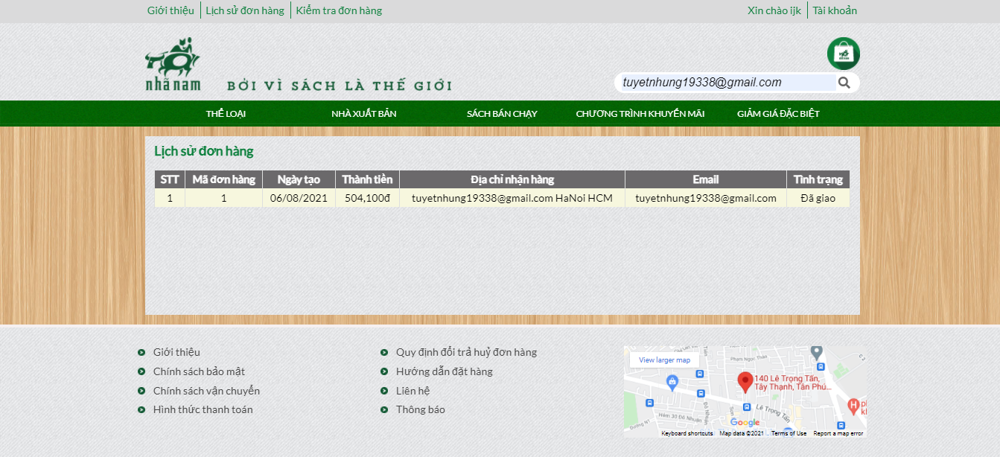 Giới thiệu Lịch sử đơn hàng Kiểm tra đơn hàng Xin chào ijk Tài khoản
nhã nam BỞI VÌ SÁCH LÀ THẾ GIỚI
tuyetnhung19338@gmail.com
THỂ LOẠI NHÀ XUẤT BẢN SÁCH BÁN CHẠY CHƯƠNG TRÌNH KHUYẾN MÃI GIẢM GIÁ ĐẶC BIỆT
Lịch sử đơn hàng
STT Mã đơn hàng Ngày tạo Thành tiền Địa chỉ nhận hàng Email Tình trạng
1 1 06/08/2021 504,100đ tuyetnhung19338@gmail.com HaNoi HCM tuyetnhung19338@gmail.com Đã giao
Giới thiệu
Chính sách bảo mật
Chính sách vận chuyển
Hình thức thanh toán
Quy định đổi trả huỷ đơn hàng
Hướng dẫn đặt hàng
Liên hệ
Thông báo
Phạm Ngọc Thảo
View larger map
140 Lê Trọng Tấn,
Tây Thạnh, Tân Phú...
Đỗ Nhuận
Lê Trọng Tấn
Hẻm 30 Đỗ Nhuận
Đường N1
Google
Keyboard shortcuts Map data ©2021 Terms of Use Report a map error